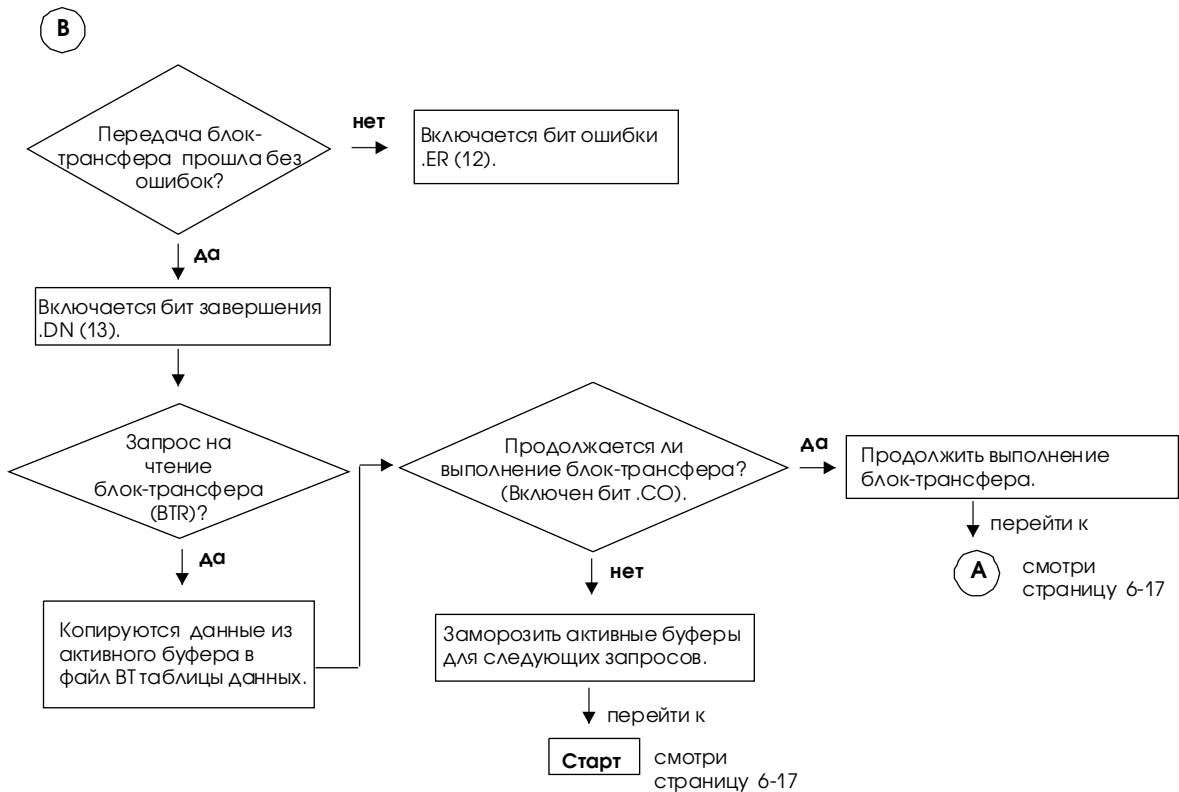 B
Передача блок-
трансфера прошла без
ошибок?
нет
Включается бит ошибки
.ER (12).
да
Включается бит завершения
.DN (13).
Запрос на
чтение
блок-трансфера
(BTR)?
да
Копируются данные из
активного буфера в
файл BT таблицы данных.
Продолжается ли
выполнение блок-трансфера?
(Включен бит .CO).
да
Продолжить выполнение
блок-трансфера.
перейти к
A
смотри
страницу 6-17
нет
Заморозить активные буферы
для следующих запросов.
перейти к
Старт
смотри
страницу 6-17